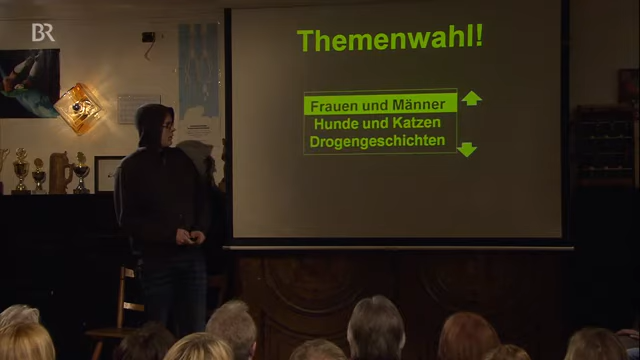 BR
Themenwahl!
Frauen und Männer
Hunde und Katzen
Drogengeschichten